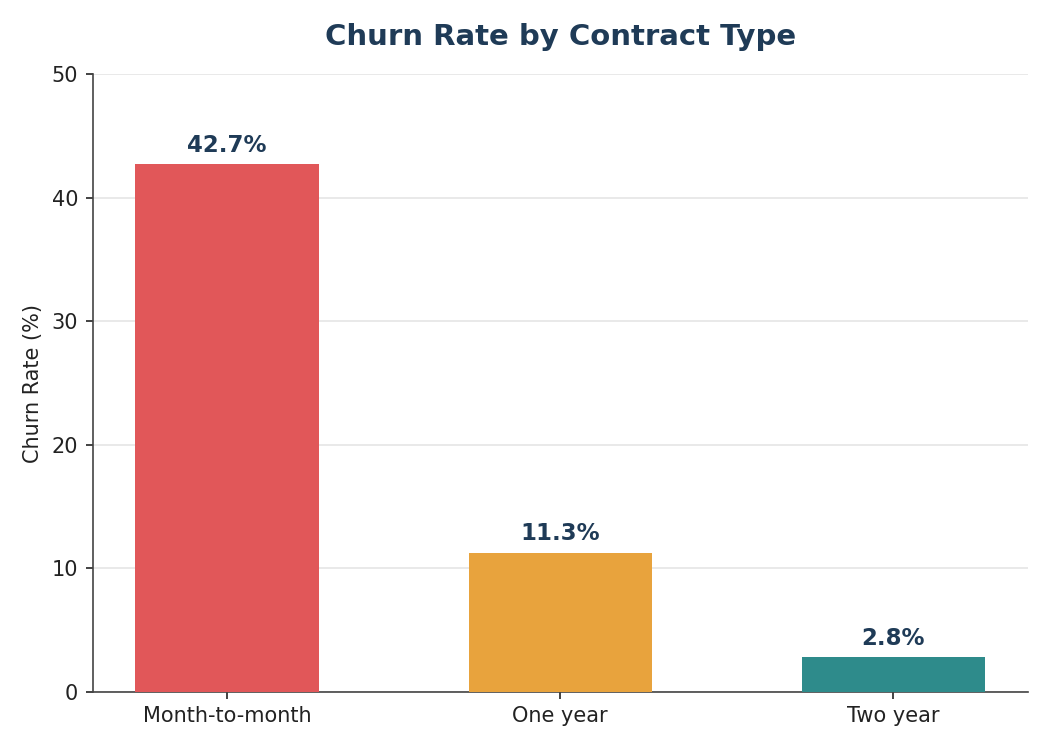 Churn Rate by Contract Type
Churn Rate (%)
50
40
30
20
10
0
42.7%
11.3%
2.8%
Month-to-month
One year
Two year